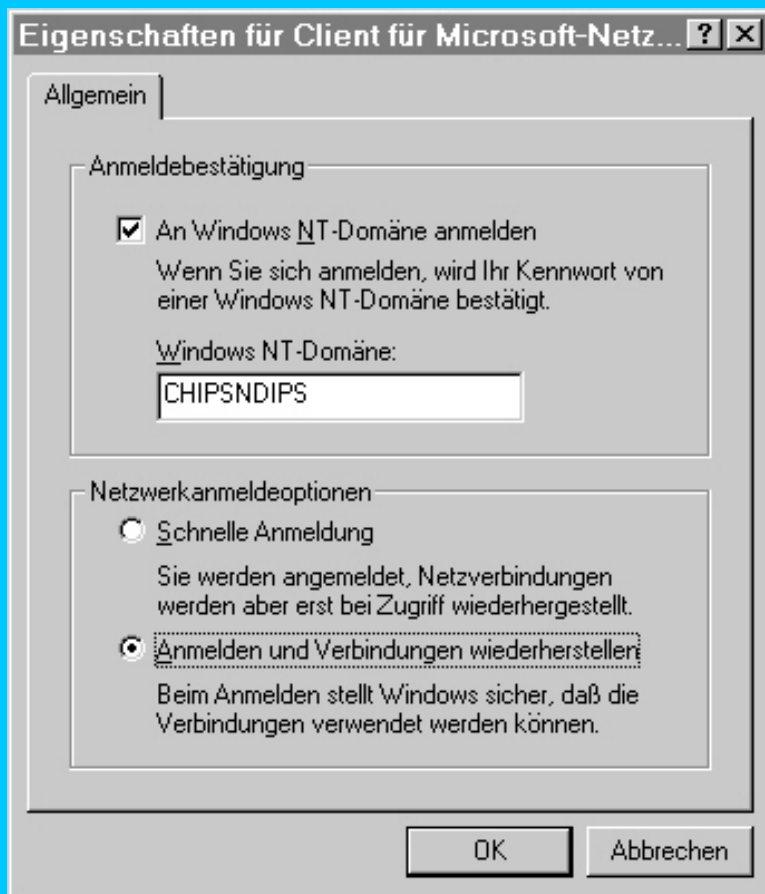 Eigenschaften für Client für Microsoft-Netz...
Allgemein
Anmeldebestätigung
An Windows NT-Domäne anmelden
Wenn Sie sich anmelden, wird Ihr Kennwort von
einer Windows NT-Domäne bestätigt.
Windows NT-Domäne:
CHIPSNDIPS
Netzwerkanmeldeoptionen
Schnelle Anmeldung
Sie werden angemeldet, Netzverbindungen
werden aber erst bei Zugriff wiederhergestellt.
Anmelden und Verbindungen wiederherstellen
Beim Anmelden stellt Windows sicher, daß die
Verbindungen verwendet werden können.
OK Abbrechen